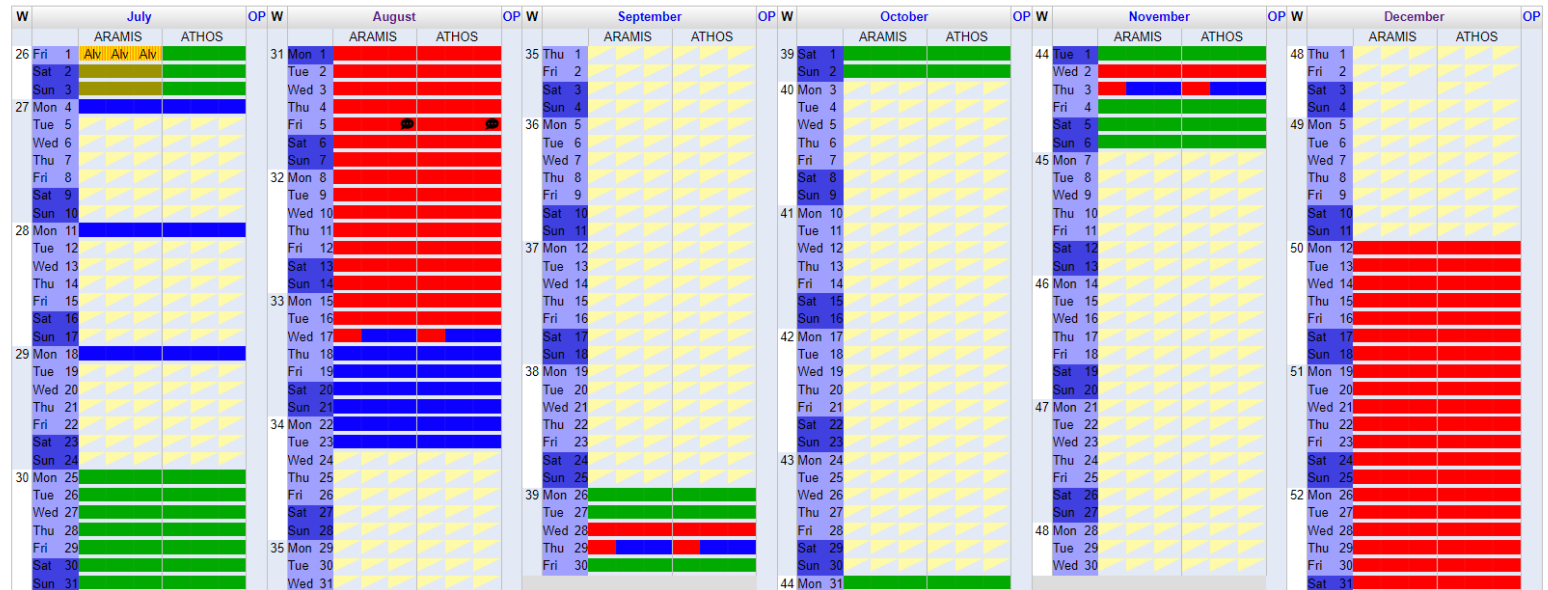 W July OP W August OP W September OP W October OP W November OP W December OP
ARAMIS ATHOS ARAMIS ATHOS ARAMIS ATHOS ARAMIS ATHOS ARAMIS ATHOS ARAMIS ATHOS
26 Fri 1 Alv Alv Alv 31 Mon 1 35 Thu 1 39 Sat 1 44 Tue 1 48 Thu 1
Sat 2 Tue 2 Fri 2 Sun 2 Wed 2 Fri 2
Sun 3 Wed 3 Sat 3 40 Mon 3 Thu 3 Sat 3
27 Mon 4 Thu 4 Sun 4 Tue 4 Fri 4 Sun 4
Tue 5 Fri 5 36 Mon 5 Wed 5 Sat 5 49 Mon 5
Wed 6 Sat 6 Tue 6 Thu 6 Sun 6 Tue 6
Thu 7 Sun 7 Wed 7 Fri 7 45 Mon 7 Wed 7
Fri 8 32 Mon 8 Thu 8 Sat 8 Tue 8 Thu 8
Sat 9 Tue 9 Fri 9 Sun 9 Wed 9 Fri 9
Sun 10 Wed 10 Sat 10 41 Mon 10 Thu 10 Sat 10
28 Mon 11 Thu 11 Sun 11 Tue 11 Fri 11 Sun 11
Tue 12 Fri 12 37 Mon 12 Wed 12 Sat 12 50 Mon 12
Wed 13 Sat 13 Tue 13 Thu 13 Sun 13 Tue 13
Thu 14 Sun 14 Wed 14 Fri 14 46 Mon 14 Wed 14
Fri 15 33 Mon 15 Thu 15 Sat 15 Tue 15 Thu 15
Sat 16 Tue 16 Fri 16 Sun 16 Wed 16 Fri 16
Sun 17 Wed 17 Sat 17 42 Mon 17 Thu 17 Sat 17
29 Mon 18 Thu 18 Sun 18 Tue 18 Fri 18 Sun 18
Tue 19 Fri 19 38 Mon 19 Wed 19 Sat 19 51 Mon 19
Wed 20 Sat 20 Tue 20 Thu 20 Sun 20 Tue 20
Thu 21 Sun 21 Wed 21 Fri 21 47 Mon 21 Wed 21
Fri 22 34 Mon 22 Thu 22 Sat 22 Tue 22 Thu 22
Sat 23 Tue 23 Fri 23 Sun 23 Wed 23 Fri 23
Sun 24 Wed 24 Sat 24 43 Mon 24 Thu 24 Sat 24
30 Mon 25 Thu 25 Sun 25 Tue 25 Fri 25 Sun 25
Tue 26 Fri 26 39 Mon 26 Wed 26 Sat 26 52 Mon 26
Wed 27 Sat 27 Tue 27 Thu 27 Sun 27 Tue 27
Thu 28 Sun 28 Wed 28 Fri 28 48 Mon 28 Wed 28
Fri 29 35 Mon 29 Thu 29 Sat 29 Tue 29 Thu 29
Sat 30 Tue 30 Fri 30 Sun 30 Wed 30 Fri 30
Sun 31 Wed 31 44 Mon 31 Sat 31